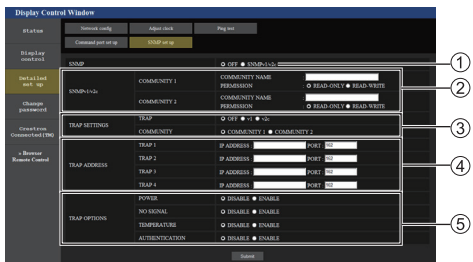 Display Control Window
Status
Display control
Detailed set up
Change password
Crestron Connected(TM)
» Browser Remote Control
Network config
Adjust clock
Ping test
Command port set up
SNMP set up
SNMP
OFF SNMPv1/v2c
①
SNMPv1/v2c
COMMUNITY 1
COMMUNITY NAME :
PERMISSION : READ-ONLY READ-WRITE
COMMUNITY 2
COMMUNITY NAME :
PERMISSION : READ-ONLY READ-WRITE
②
TRAP SETTINGS
TRAP
OFF v1 v2c
COMMUNITY
COMMUNITY 1 COMMUNITY 2
③
TRAP ADDRESS
TRAP 1
IP ADDRESS : PORT 162
TRAP 2
IP ADDRESS : PORT 162
TRAP 3
IP ADDRESS : PORT 162
TRAP 4
IP ADDRESS : PORT 162
④
TRAP OPTIONS
POWER
DISABLE ENABLE
NO SIGNAL
DISABLE ENABLE
TEMPERATURE
DISABLE ENABLE
AUTHENTICATION
DISABLE ENABLE
⑤
Submit